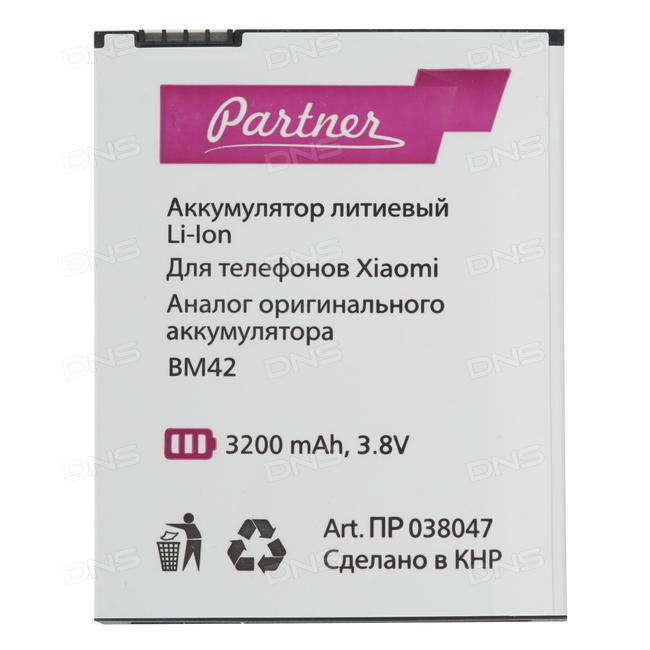 Partner
Аккумулятор литиевый
Li-Ion
Для телефонов Xiaomi
Аналог оригинального
аккумулятора
BM42
3200 mAh, 3.8V
Art. ПР 038047
Сделано в КНР
DNS